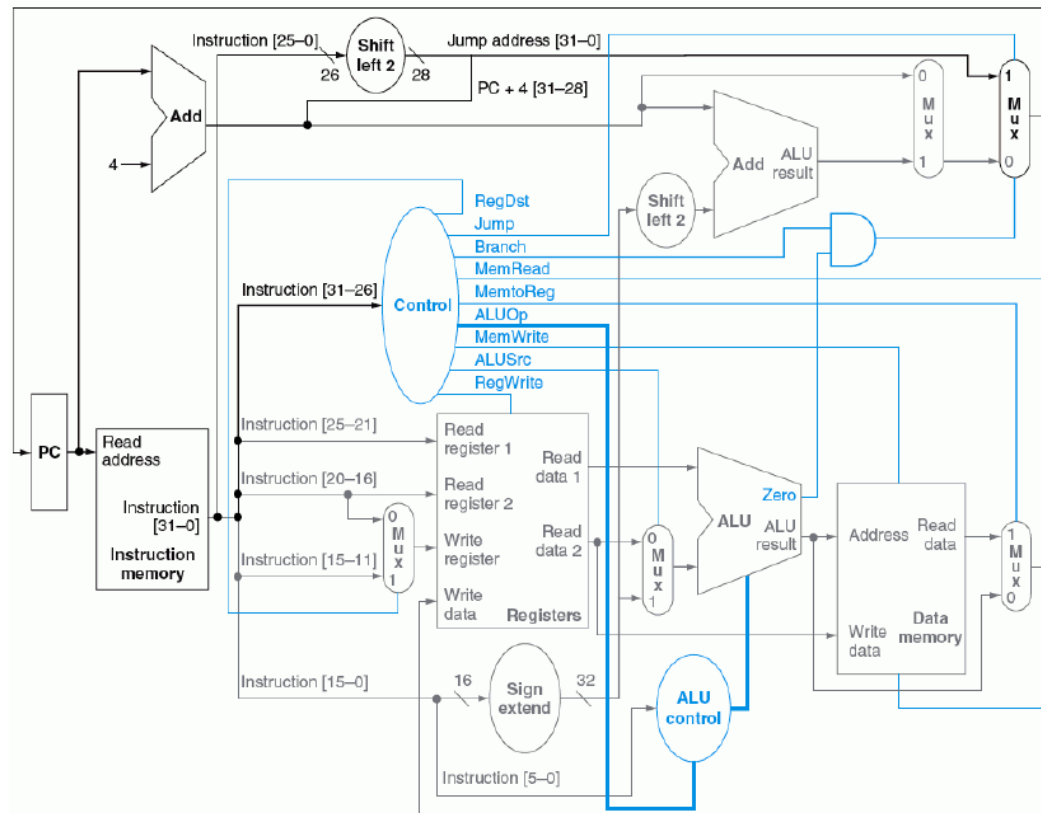 Instruction [25–0]
Shift
left 2
Jump address [31–0]
26
28
PC + 4 [31–28]
Add
4
0
M
u
x
1
1
M
u
x
0
Add
ALU
result
Shift
left 2
RegDst
Jump
Branch
MemRead
MemtoReg
ALUOp
MemWrite
ALUSrc
RegWrite
Instruction [31–26]
Control
PC
Read
address
Instruction
[31–0]
Instruction
memory
Instruction [25–21]
Instruction [20–16]
Instruction [15–11]
Instruction [15–0]
0
M
u
x
1
Read
register 1
Read
register 2
Write
register
Write
data
Read
data 1
Read
data 2
Registers
0
M
u
x
1
Zero
ALU
ALU
result
Address
Read
data
Write
data
Data
memory
1
M
u
x
0
16
Sign
extend
32
ALU
control
Instruction [5–0]